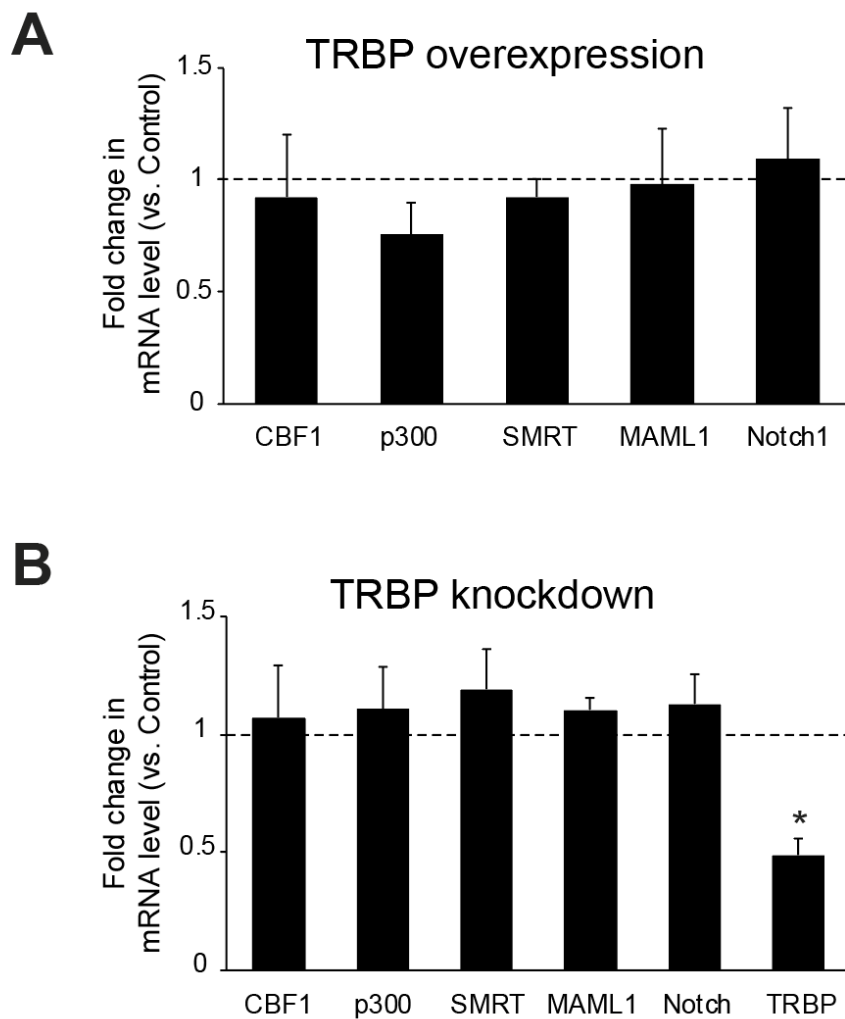 A
TRBP overexpression
Fold change in
mRNA level (vs. Control)
1.5
1
0.5
0
CBF1 p300 SMRT MAML1 Notch1
B
TRBP knockdown
Fold change in
mRNA level (vs. Control)
1.5
1
0.5
0
*
CBF1 p300 SMRT MAML1 Notch TRBP